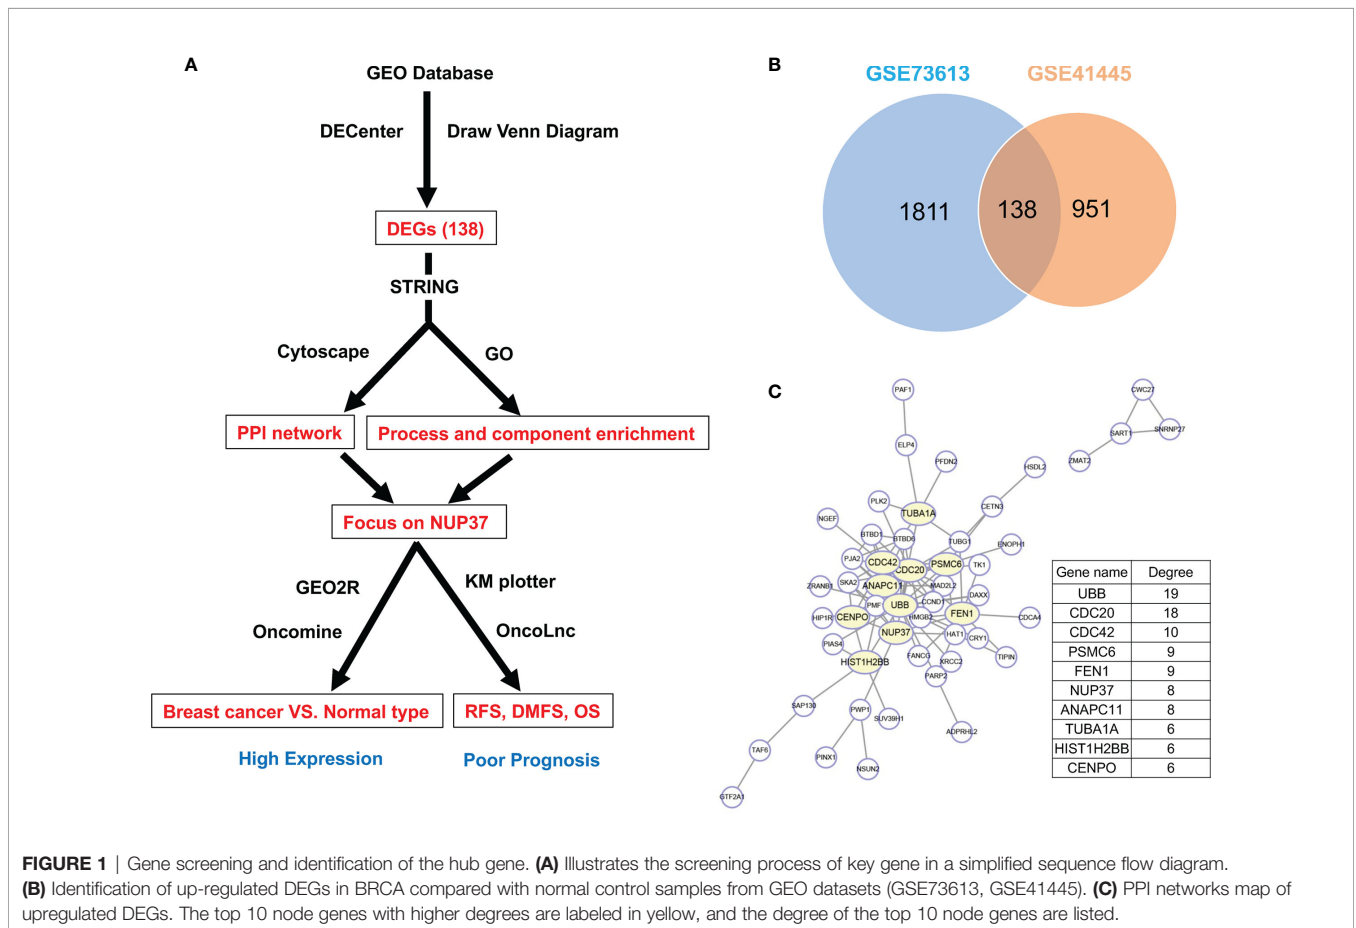 A
GEO Database
DECenter
Draw Venn Diagram
DEGs (138)
STRING
Cytoscape
GO
PPI network
Process and component enrichment
Focus on NUP37
GEO2R
KM plotter
Oncomine
OncoLnc
Breast cancer VS. Normal type
RFS, DMFS, OS
High Expression
Poor Prognosis
B
GSE73613
GSE41445
1811
138
951
C
PAF1
ELP4
PFDN2
HSDL2
PLK2
TUBA1A
CETN3
NGEF
BTBD1
BTBD6
TUBG1
ENOPH1
PJA2
CDC42
CDC20
PSMC6
TK1
ZRANB1
SKA2
ANAPC11
MAD2L2
DAXX
PMF
UBB
CCND1
HIP1R
CENPO
HMGB2
FEN1
CDCA4
NUP37
HAT1
CRY1
PIAS4
FANCG
XRCC2
TIPIN
HIST1H2BB
PARP2
SAP130
PWP1
SUV39H1
ADPRHL2
TAF6
PINX1
NSUN2
GTF2A1
CWC27
SART1
SNRNP27
ZMAT2
Gene name Degree
UBB 19
CDC20 18
CDC42 10
PSMC6 9
FEN1 9
NUP37 8
ANAPC11 8
TUBA1A 6
HIST1H2BB 6
CENPO 6
FIGURE 1 | Gene screening and identification of the hub gene. (A) Illustrates the screening process of key gene in a simplified sequence flow diagram.
(B) Identification of up-regulated DEGs in BRCA compared with normal control samples from GEO datasets (GSE73613, GSE41445). (C) PPI networks map of
upregulated DEGs. The top 10 node genes with higher degrees are labeled in yellow, and the degree of the top 10 node genes are listed.